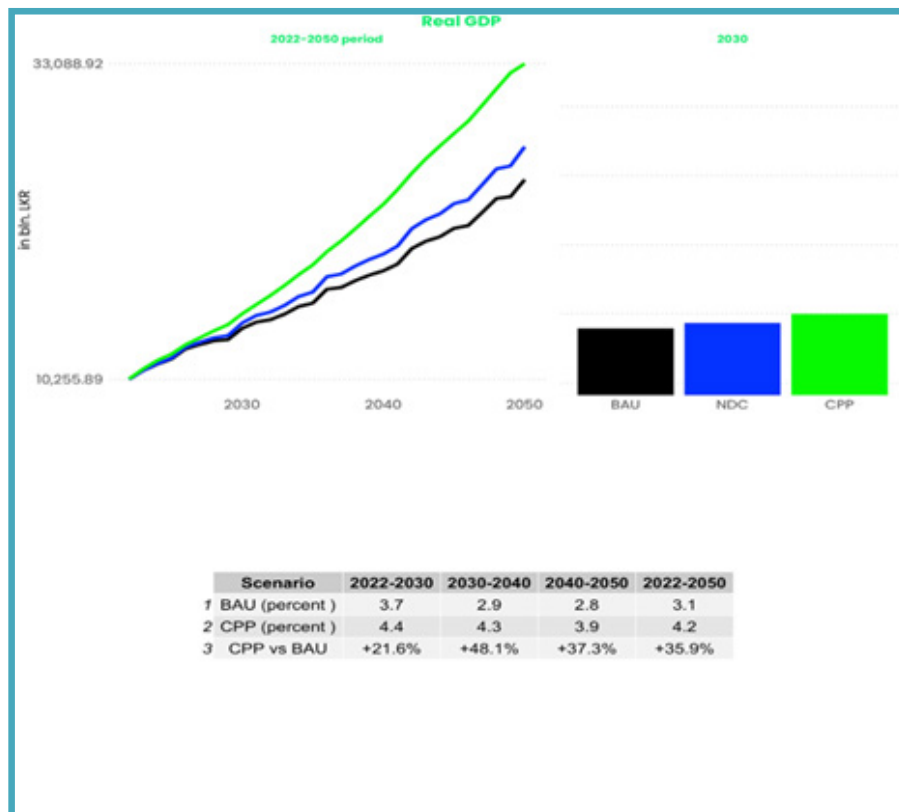 Real GDP
2022-2050 period
2030
33,088.92
in bln. LKR
10,255.89
2030 2040 2050
BAU NDC CPP
Scenario 2022-2030 2030-2040 2040-2050 2022-2050
1 BAU (percent ) 3.7 2.9 2.8 3.1
2 CPP (percent ) 4.4 4.3 3.9 4.2
3 CPP vs BAU +21.6% +48.1% +37.3% +35.9%